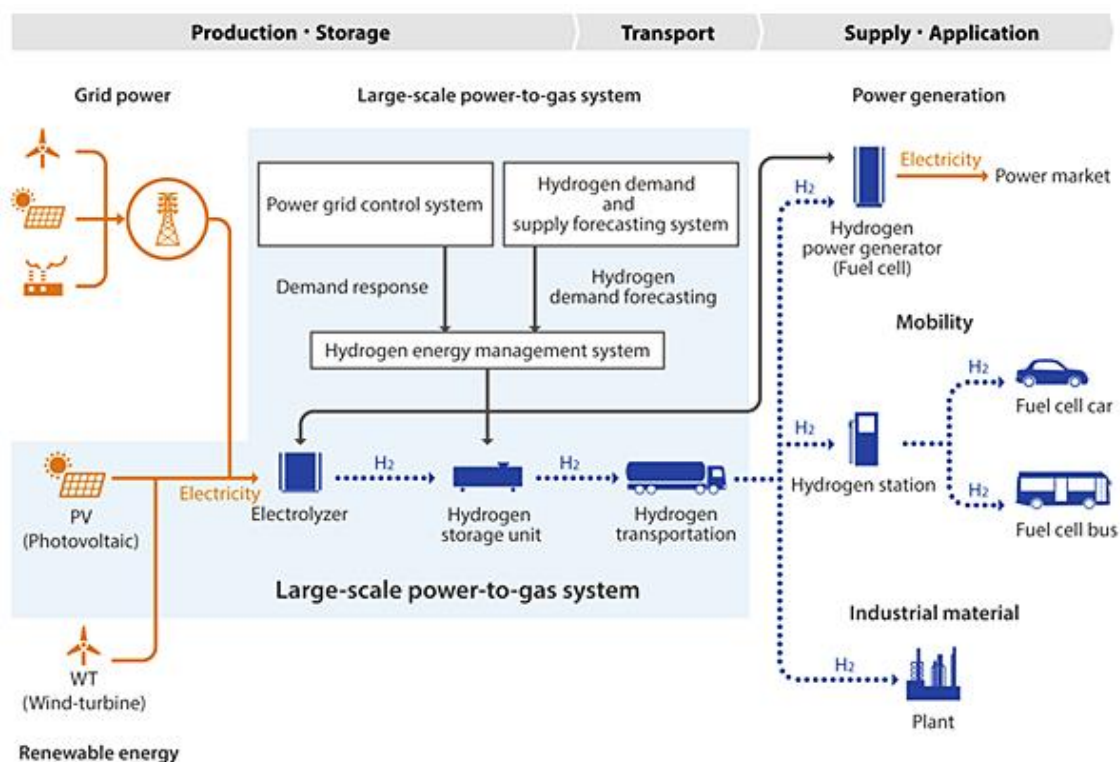 Production・Storage
Transport
Supply・Application
Grid power
Large-scale power-to-gas system
Power generation
Power grid control system
Hydrogen demand
and
supply forecasting system
Electricity
Power market
H2
Hydrogen
power generator
(Fuel cell)
Demand response
Hydrogen
demand forecasting
Hydrogen energy management system
Mobility
H2
Fuel cell car
PV
(Photovoltaic)
Electricity
Electrolyzer
H2
Hydrogen
storage unit
H2
Hydrogen
transportation
H2
Hydrogen station
H2
Fuel cell bus
Large-scale power-to-gas system
Industrial material
H2
Plant
WT
(Wind-turbine)
Renewable energy